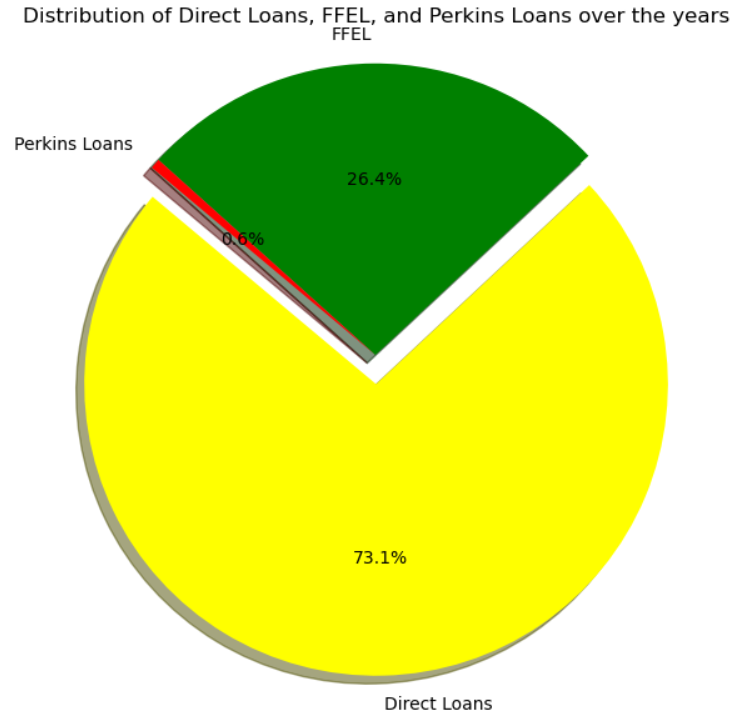 Distribution of Direct Loans, FFEL, and Perkins Loans over the years
FFEL
Perkins Loans
26.4%
0.6%
73.1%
Direct Loans